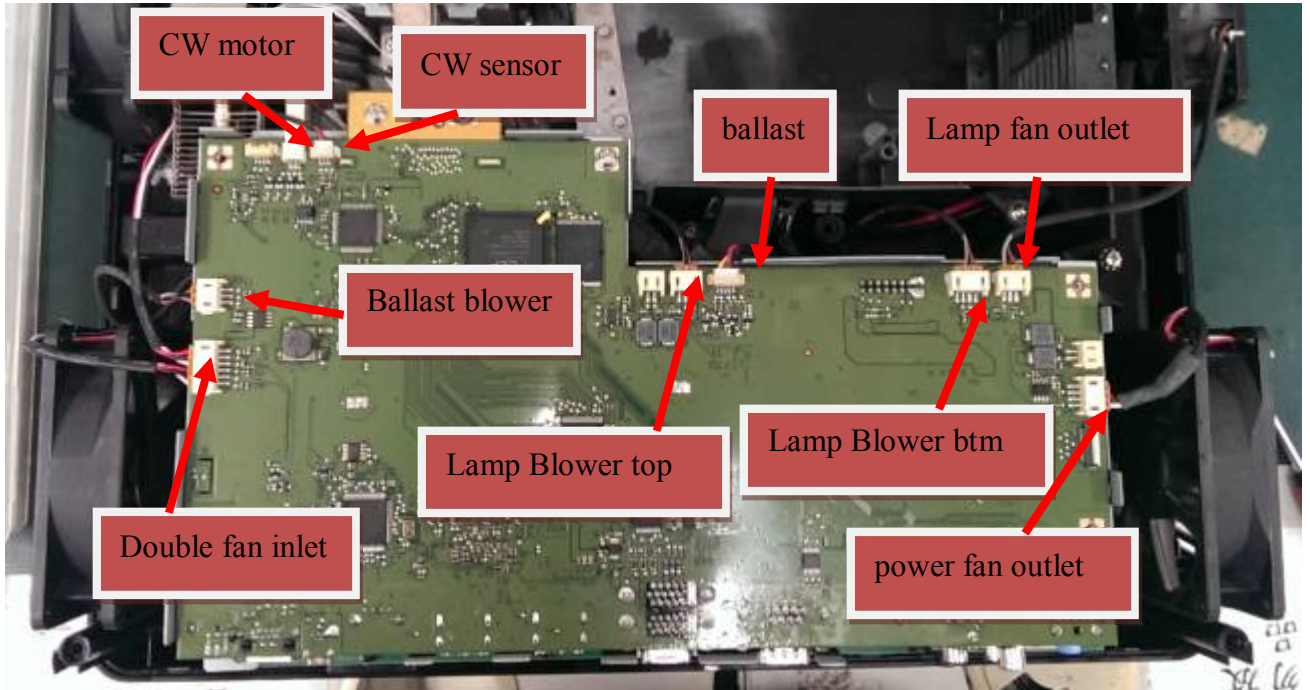 CW motor
CW sensor
ballast
Lamp fan outlet
Ballast blower
Lamp Blower top
Lamp Blower btm
Double fan inlet
power fan outlet